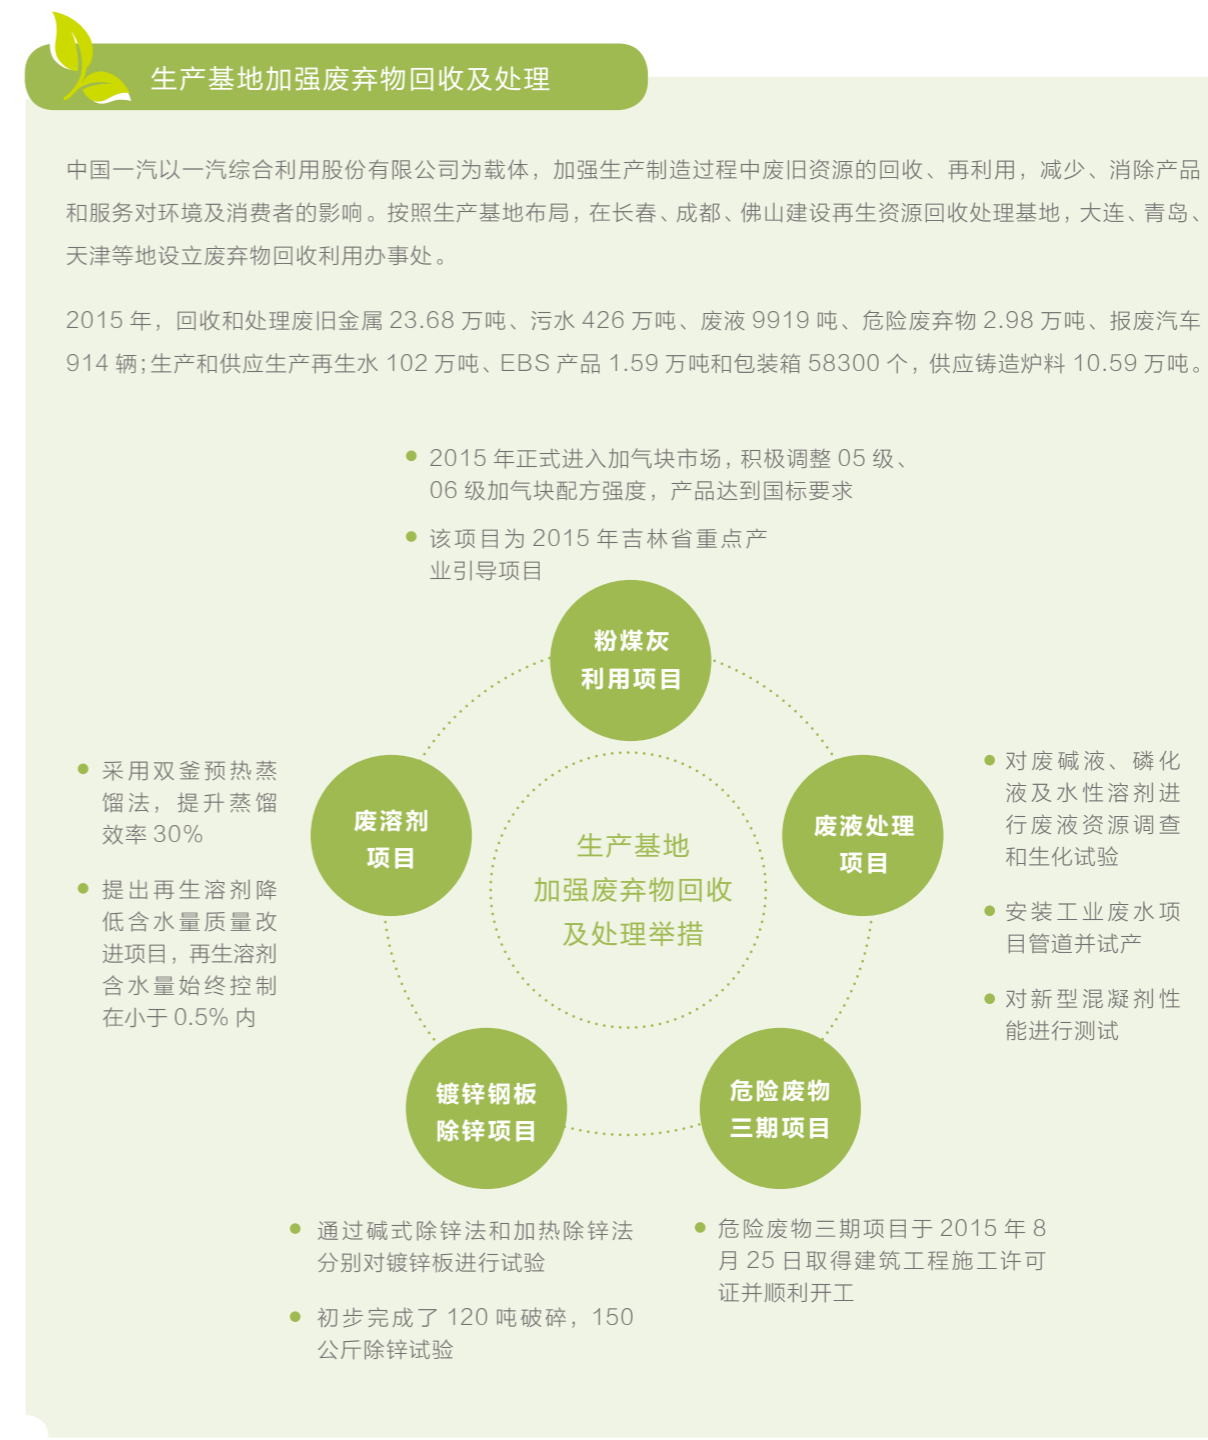 生产基地加强废弃物回收及处理
中国一汽以一汽综合利用股份有限公司为载体，加强生产制造过程中废旧资源的回收、再利用，减少、消除产品
和服务对环境及消费者的影响。按照生产基地布局，在长春、成都、佛山建设再生资源回收处理基地，大连、青岛、
天津等地设立废弃物回收利用办事处。
2015 年，回收和处理废旧金属 23.68 万吨、污水 426 万吨、废液 9919 吨、危险废弃物 2.98 万吨、报废汽车
914 辆；生产和供应生产再生水 102 万吨、EBS 产品 1.59 万吨和包装箱 58300 个，供应铸造炉料 10.59 万吨。
2015 年正式进入加气块市场，积极调整 05 级、
06 级加气块配方强度，产品达到国标要求
该项目为 2015 年吉林省重点产
业引导项目
粉煤灰
利用项目
采用双釜预热蒸
馏法，提升蒸馏
效率 30%
提出再生溶剂降
低含水量质量改
进项目，再生溶剂
含水量始终控制
在小于 0.5% 内
废溶剂
项目
生产基地
加强废弃物回收
及处理举措
废液处理
项目
对废碱液、磷化
液及水性溶剂进
行废液资源调查
和生化试验
安装工业废水项
目管道并试产
对新型混凝剂性
能进行测试
镀锌钢板
除锌项目
危险废物
三期项目
通过碱式除锌法和加热除锌法
分别对镀锌板进行试验
初步完成了 120 吨破碎，150
公斤除锌试验
危险废物三期项目于 2015 年 8
月 25 日取得建筑工程施工许可
证并顺利开工